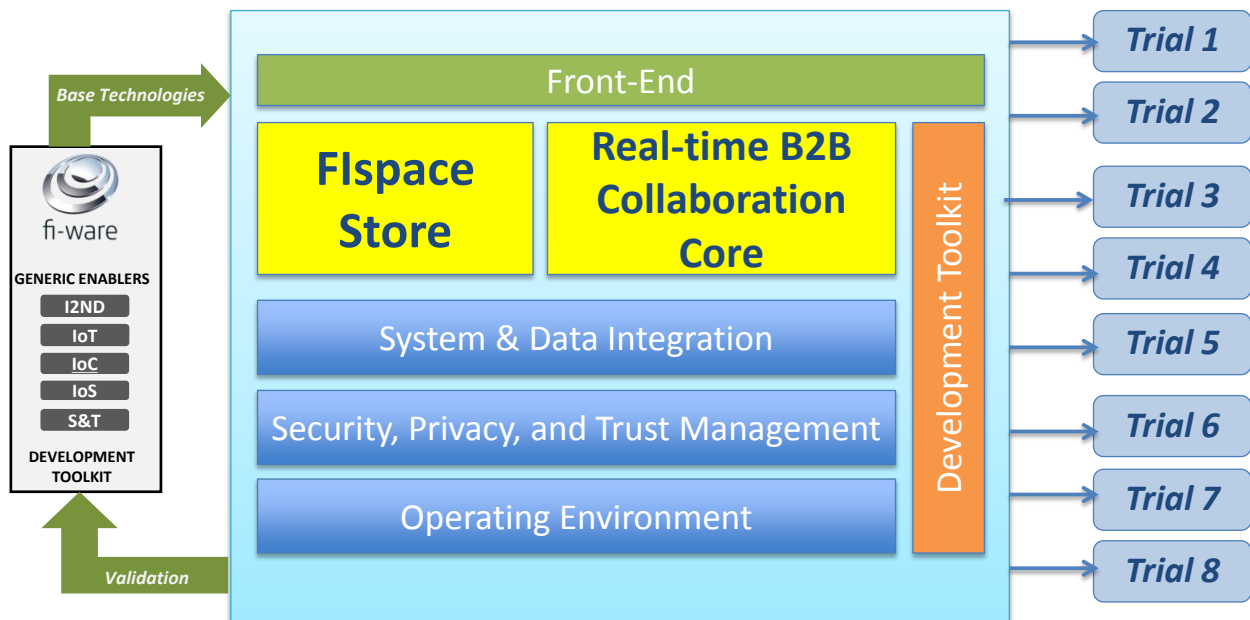 Base Technologies
fi-ware
GENERIC ENABLERS
I2ND
IoT
IoC
IoS
S&T
DEVELOPMENT
TOOLKIT
Validation
Front-End
FIspace
Store
Real-time B2B
Collaboration
Core
System & Data Integration
Security, Privacy, and Trust Management
Operating Environment
Development Toolkit
Trial 1
Trial 2
Trial 3
Trial 4
Trial 5
Trial 6
Trial 7
Trial 8